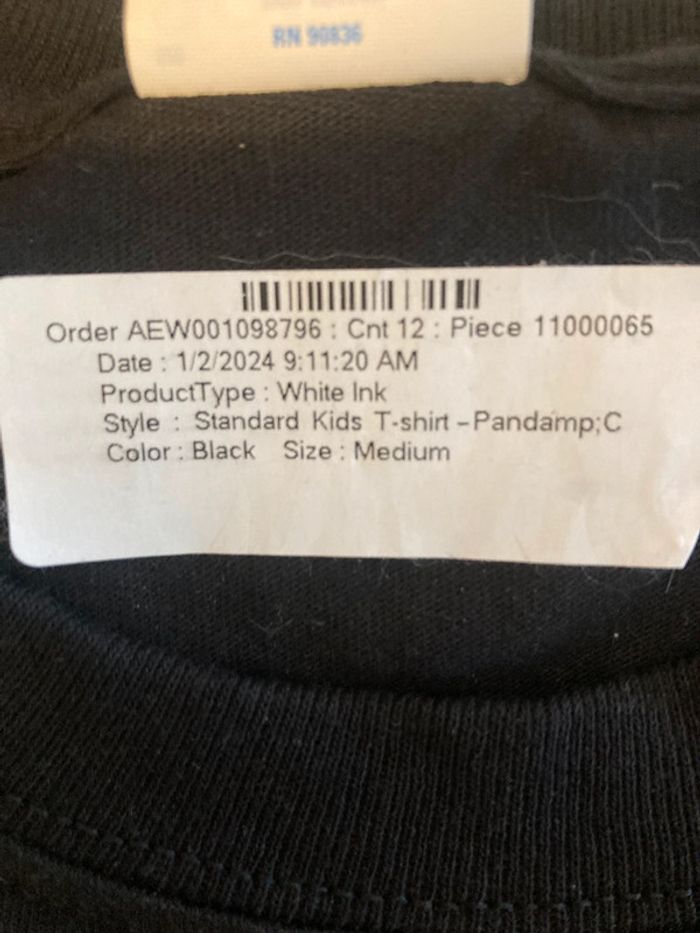 RN 90836
Order AEW001098796 : Cnt 12 : Piece 11000065
Date : 1/2/2024 9:11:20 AM
ProductType : White Ink
Style : Standard Kids T-shirt – Pandamp;C
Color : Black Size : Medium